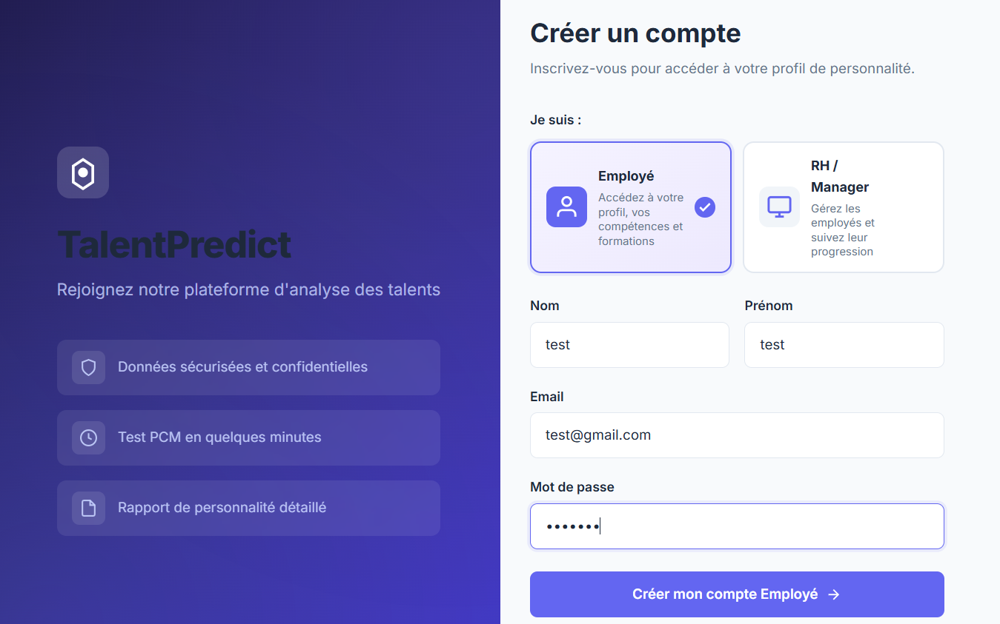 TalentPredict
Rejoignez notre plateforme d'analyse des talents
Données sécurisées et confidentielles
Test PCM en quelques minutes
Rapport de personnalité détaillé
Créer un compte
Inscrivez-vous pour accéder à votre profil de personnalité.
Je suis :
Employé
Accédez à votre
profil, vos
compétences et
formations
RH /
Manager
Gérez les
employés et
suivez leur
progression
Nom
Prénom
test
test
Email
test@gmail.com
Mot de passe
•••••••
Créer mon compte Employé →